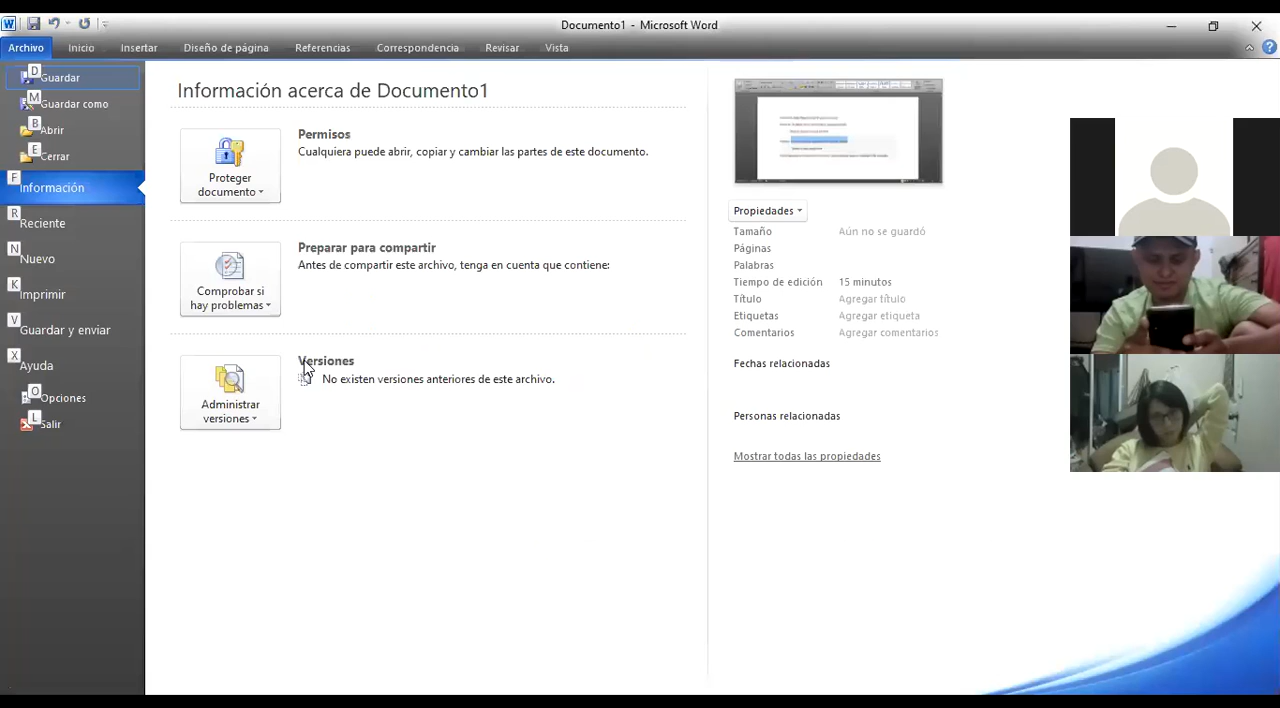 Documento1 - Microsoft Word
Archivo Inicio Insertar Diseño de página Referencias Correspondencia Revisar Vista
D Guardar
M Guardar como
B Abrir
E Cerrar
F Información
R Reciente
N Nuevo
K Imprimir
V Guardar y enviar
X Ayuda
O Opciones
L Salir
Información acerca de Documento1
Proteger
documento
Permisos
Cualquiera puede abrir, copiar y cambiar las partes de este documento.
Comprobar si
hay problemas
Preparar para compartir
Antes de compartir este archivo, tenga en cuenta que contiene:
Administrar
versiones
Versiones
No existen versiones anteriores de este archivo.
Propiedades
Tamaño Aún no se guardó
Páginas
Palabras
Tiempo de edición 15 minutos
Título Agregar título
Etiquetas Agregar etiqueta
Comentarios Agregar comentarios
Fechas relacionadas
Personas relacionadas
Mostrar todas las propiedades